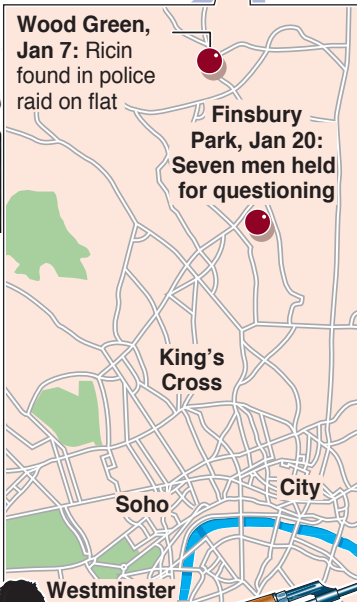 Wood Green,
Jan 7: Ricin
found in police
raid on flat
Finsbury
Park, Jan 20:
Seven men held
for questioning
King's
Cross
City
Soho
Westminster